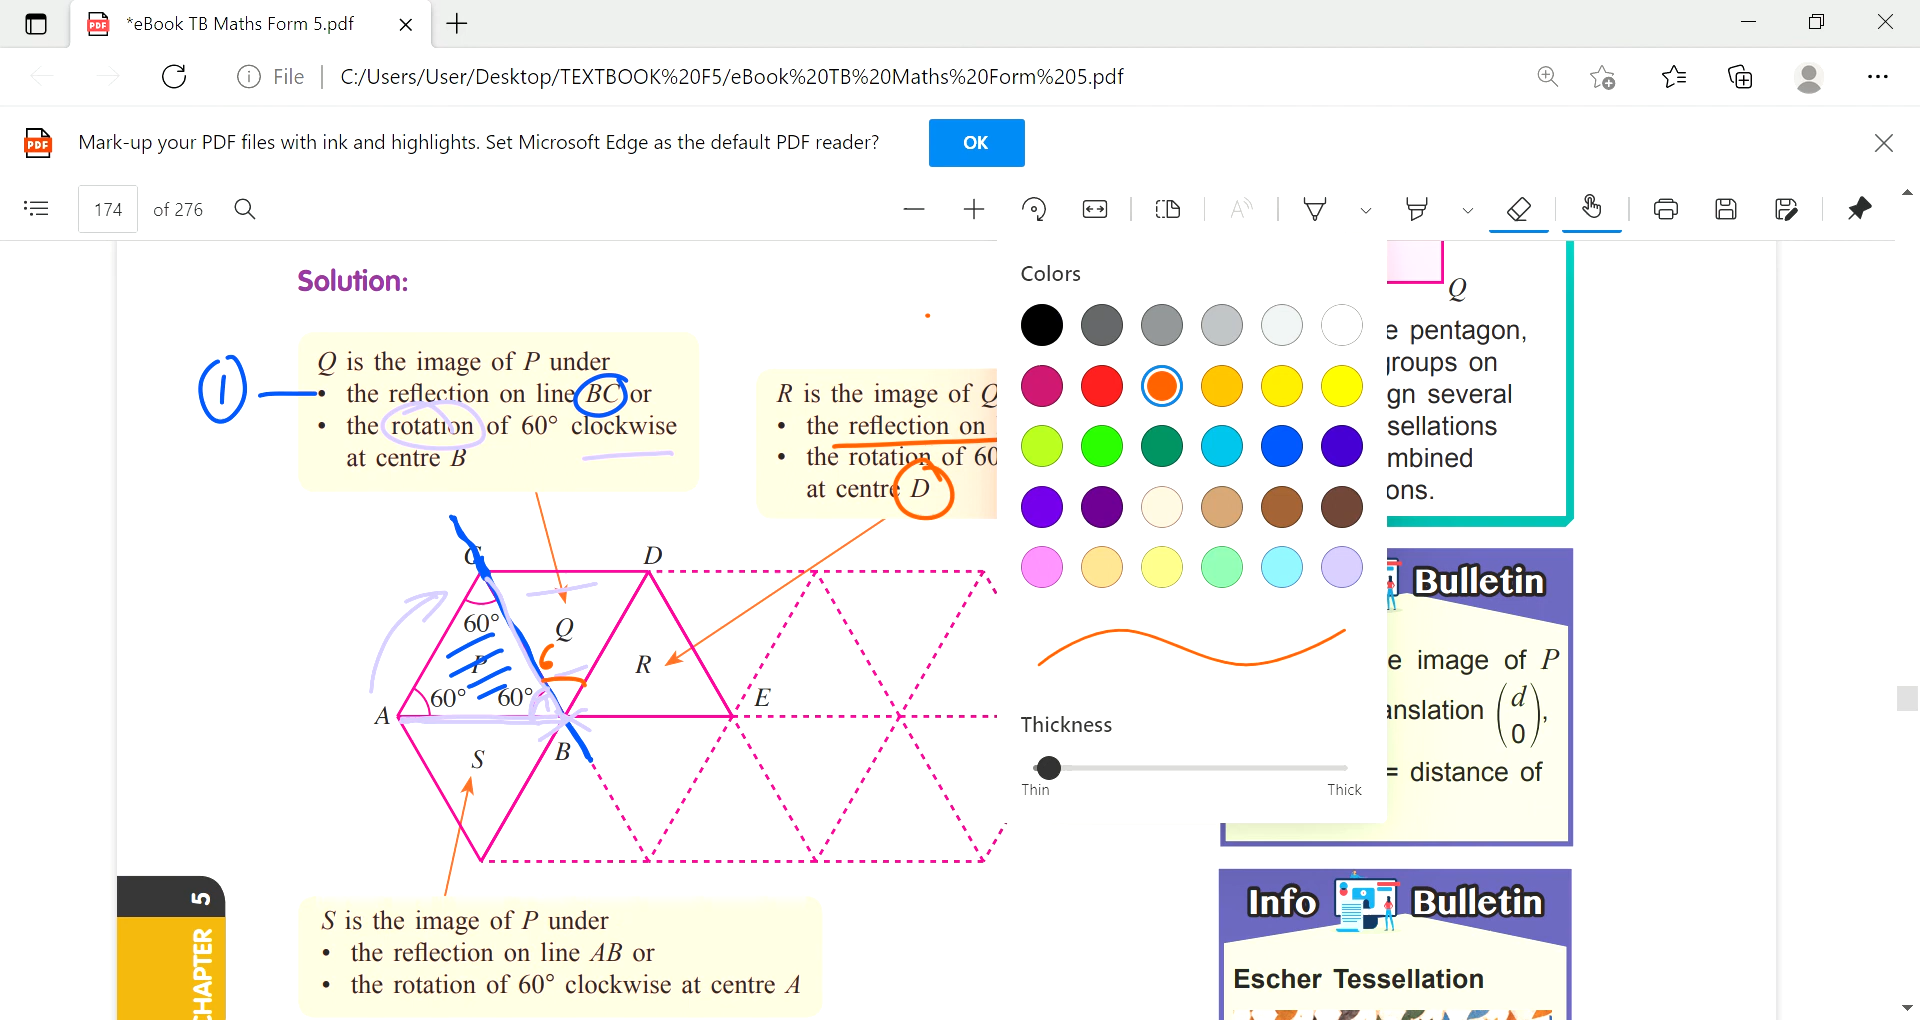 *eBook TB Maths Form 5.pdf
File
C:/Users/User/Desktop/TEXTBOOK%20F5/eBook%20TB%20Maths%20Form%205.pdf
PDF
Mark-up your PDF files with ink and highlights. Set Microsoft Edge as the default PDF reader?
OK
174
of 276
Solution:
1
Q is the image of P under
• the reflection on line BC or
• the rotation of 60° clockwise
at centre B
R is the image of Q
• the reflection on
• the rotation of 60
at centre D
C
D
60°
Q
P
R
60°
60°
6
A
E
S
B
S is the image of P under
• the reflection on line AB or
• the rotation of 60° clockwise at centre A
CHAPTER 5
Colors
Thickness
Thin
Thick
Q
e pentagon,
groups on
gn several
sellations
mbined
ons.
Bulletin
e image of P
anslation (d 0),
= distance of
Info Bulletin
Escher Tessellation